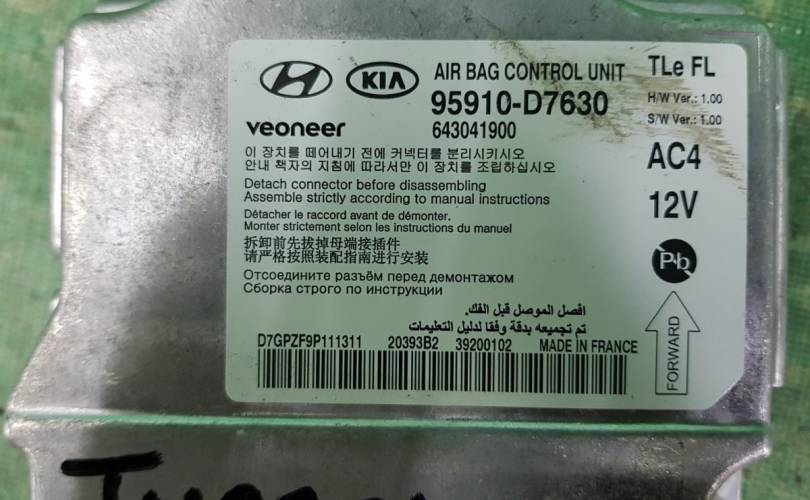 KIA AIR BAG CONTROL UNIT TLe FL
95910-D7630 H/W Ver.: 1.00
veoneer 643041900 S/W Ver.: 1.00
이 장치를 떼어내기 전에 커넥터를 분리시키시오
안내 책자의 지침에 따라서만 이 장치를 조립하십시오
AC4
Detach connector before disassembling
Assemble strictly according to manual instructions
12V
Détacher le raccord avant de démonter.
Monter strictement selon les instructions du manuel
拆卸前先拔掉母端接插件
请严格按照装配指南进行安装
Pb
Отсоедините разъём перед демонтажом
Сборка строго по инструкции
افصل الموصل قبل الفك.
تم تجميعه بدقة وفقا لدليل التعليمات
D7GPZF9P111311 20393B2 39200102 MADE IN FRANCE
FORWARD